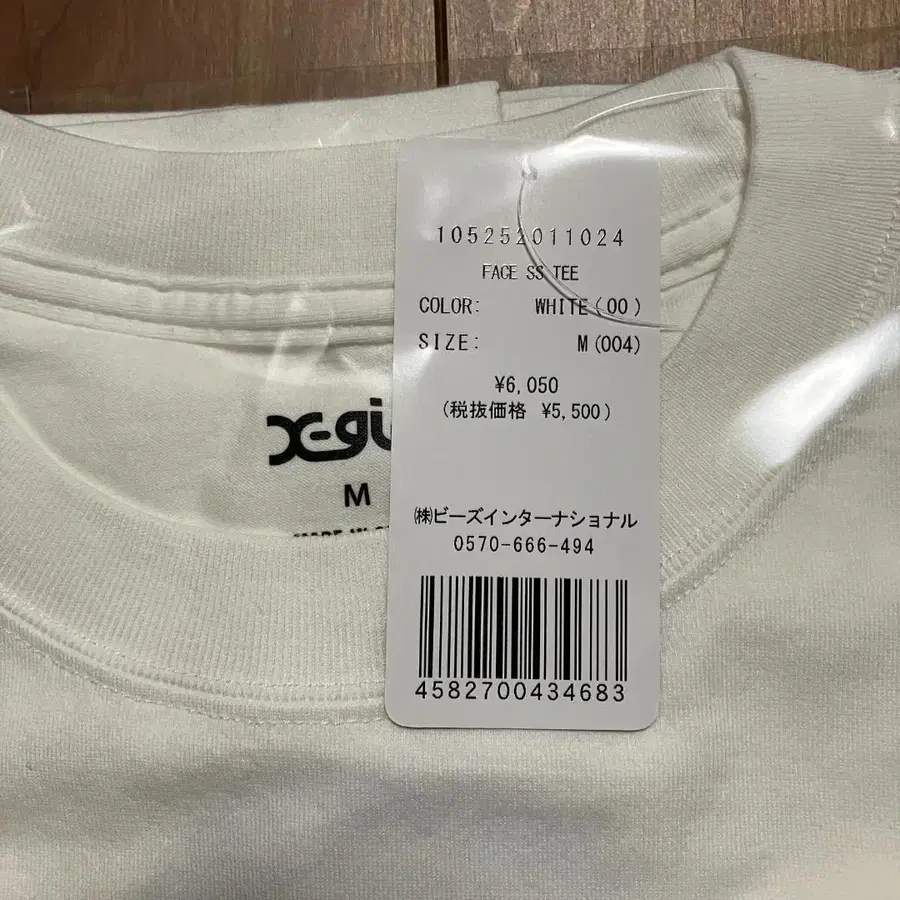 105252011024
FACE SS TEE
COLOR: WHITE(00)
SIZE: M(004)
¥6,050
(税抜価格 ¥5,500)
㈱ビーズインターナショナル
0570-666-494
4582700434683
X-gi
M